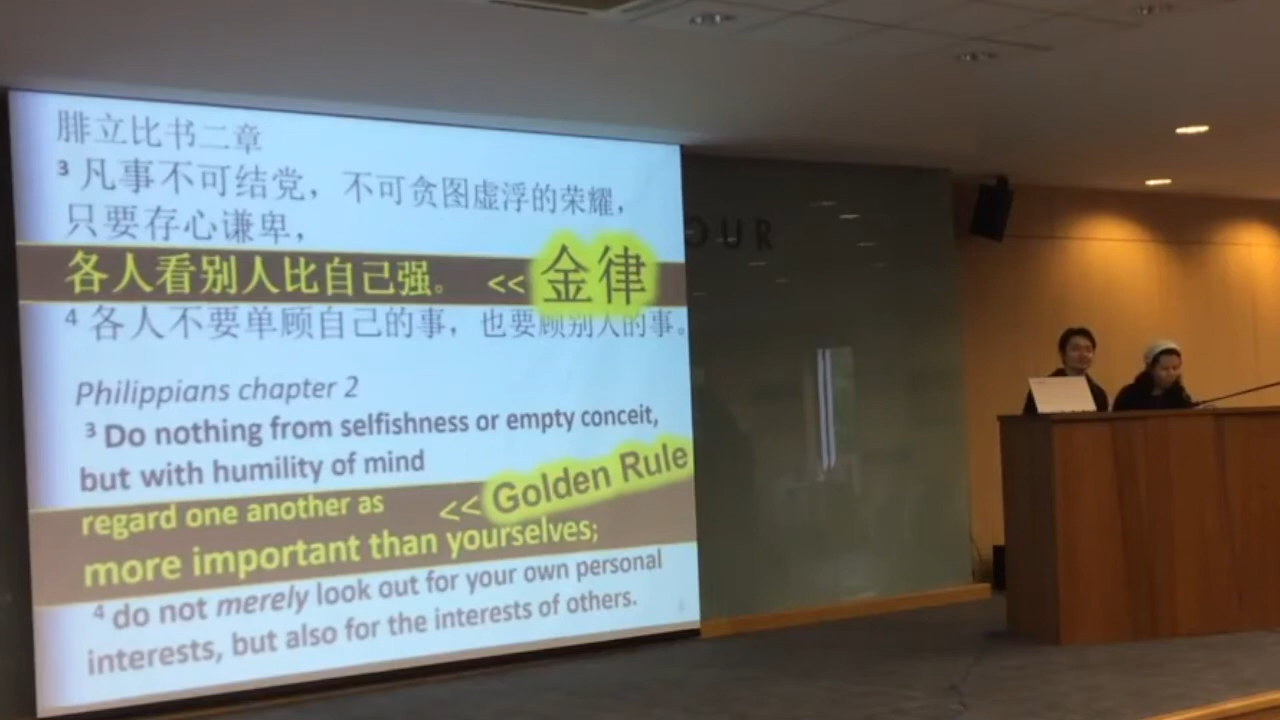 腓立比书二章
3 凡事不可结党，不可贪图虚浮的荣耀，
只要存心谦卑，
各人看别人比自己强。 << 金律
4 各人不要单顾自己的事，也要顾别人的事。
Philippians chapter 2
3 Do nothing from selfishness or empty conceit,
but with humility of mind
regard one another as << Golden Rule
more important than yourselves;
4 do not merely look out for your own personal
interests, but also for the interests of others.
OUR